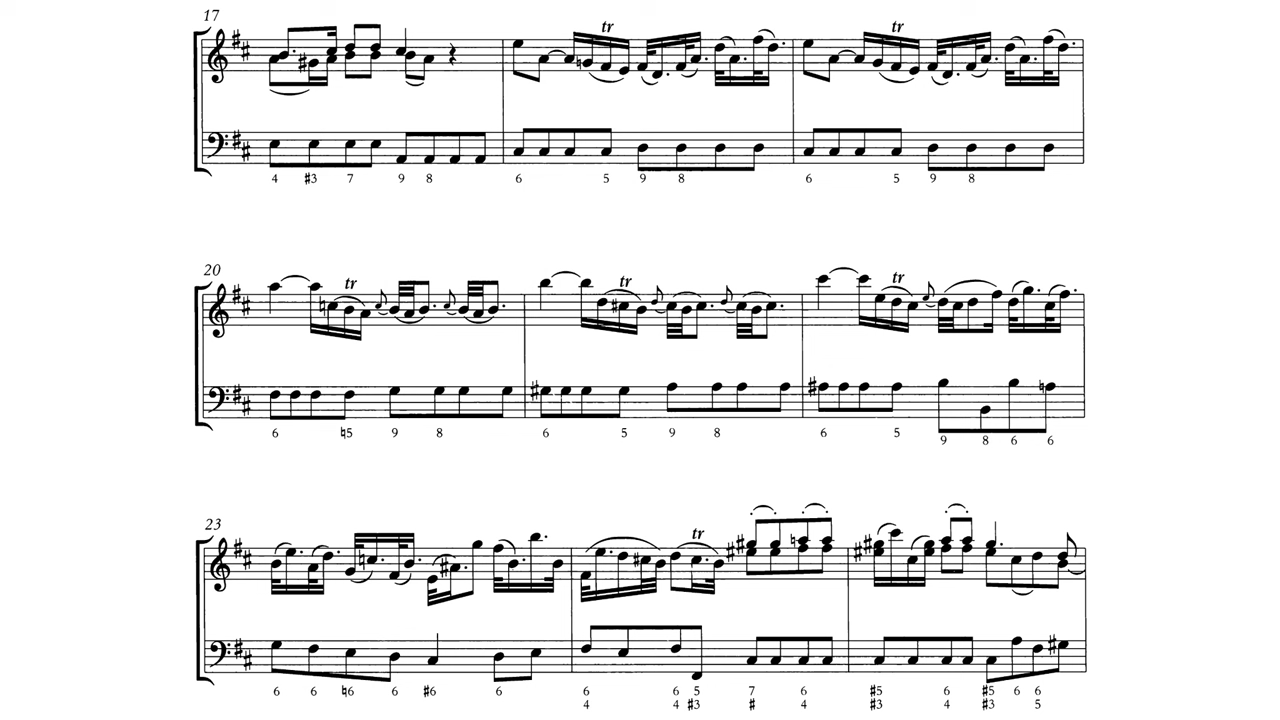 17
tr tr
4 ♯3 7 9 8 6 5 9 8 6 5 9 8
20
tr tr tr
6 ♮5 9 8 6 5 9 8 6 5 9 8 6 6
23
tr
6 6 ♮6 6 ♯6 6 6 6 5 7 6 ♯5 6 ♯5 6 6
4 4 ♯3 ♯ 4 ♯3 4 ♯3 5